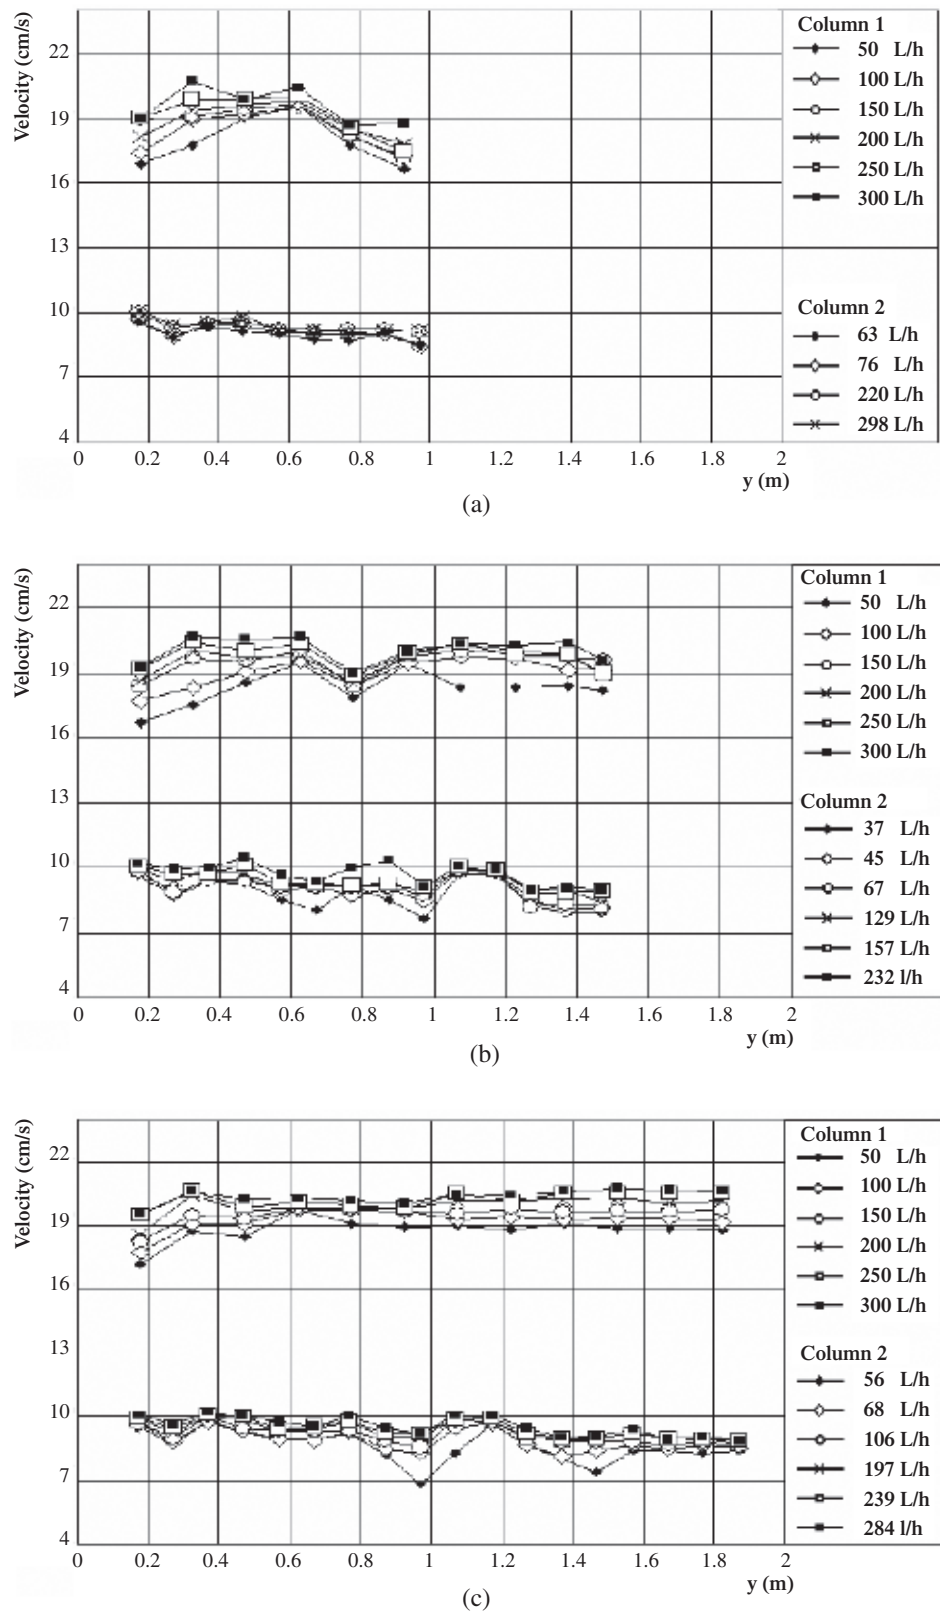 Velocity (cm/s)
22
19
16
13
10
7
4
0
0.2
0.4
0.6
0.8
1
1.2
1.4
1.6
1.8
2
y (m)
Column 1
50 L/h
100 L/h
150 L/h
200 L/h
250 L/h
300 L/h
Column 2
63 L/h
76 L/h
220 L/h
298 L/h
(a)
Velocity (cm/s)
22
19
16
13
10
7
4
0
0.2
0.4
0.6
0.8
1
1.2
1.4
1.6
1.8
2
y (m)
Column 1
50 L/h
100 L/h
150 L/h
200 L/h
250 L/h
300 L/h
Column 2
37 L/h
45 L/h
67 L/h
129 L/h
157 L/h
232 l/h
(b)
Velocity (cm/s)
22
19
16
13
10
7
4
0
0.2
0.4
0.6
0.8
1
1.2
1.4
1.6
1.8
2
y (m)
Column 1
50 L/h
100 L/h
150 L/h
200 L/h
250 L/h
300 L/h
Column 2
56 L/h
68 L/h
106 L/h
197 L/h
239 L/h
284 l/h
(c)